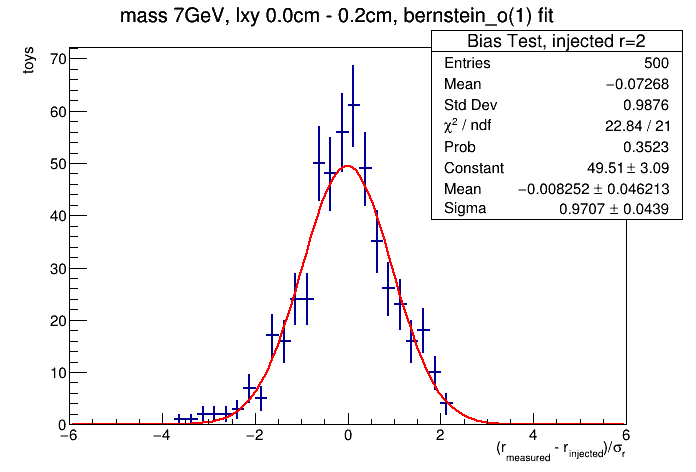 mass 7GeV, lxy 0.0cm - 0.2cm, bernstein_o(1) fit
toys
Bias Test, injected r=2
Entries 500
Mean −0.07268
Std Dev 0.9876
χ² / ndf 22.84 / 21
Prob 0.3523
Constant 49.51 ± 3.09
Mean −0.008252 ± 0.046213
Sigma 0.9707 ± 0.0439
70
60
50
40
30
20
10
0
−6 −4 −2 0 2 4 6
(r_measured - r_injected)/σ_r